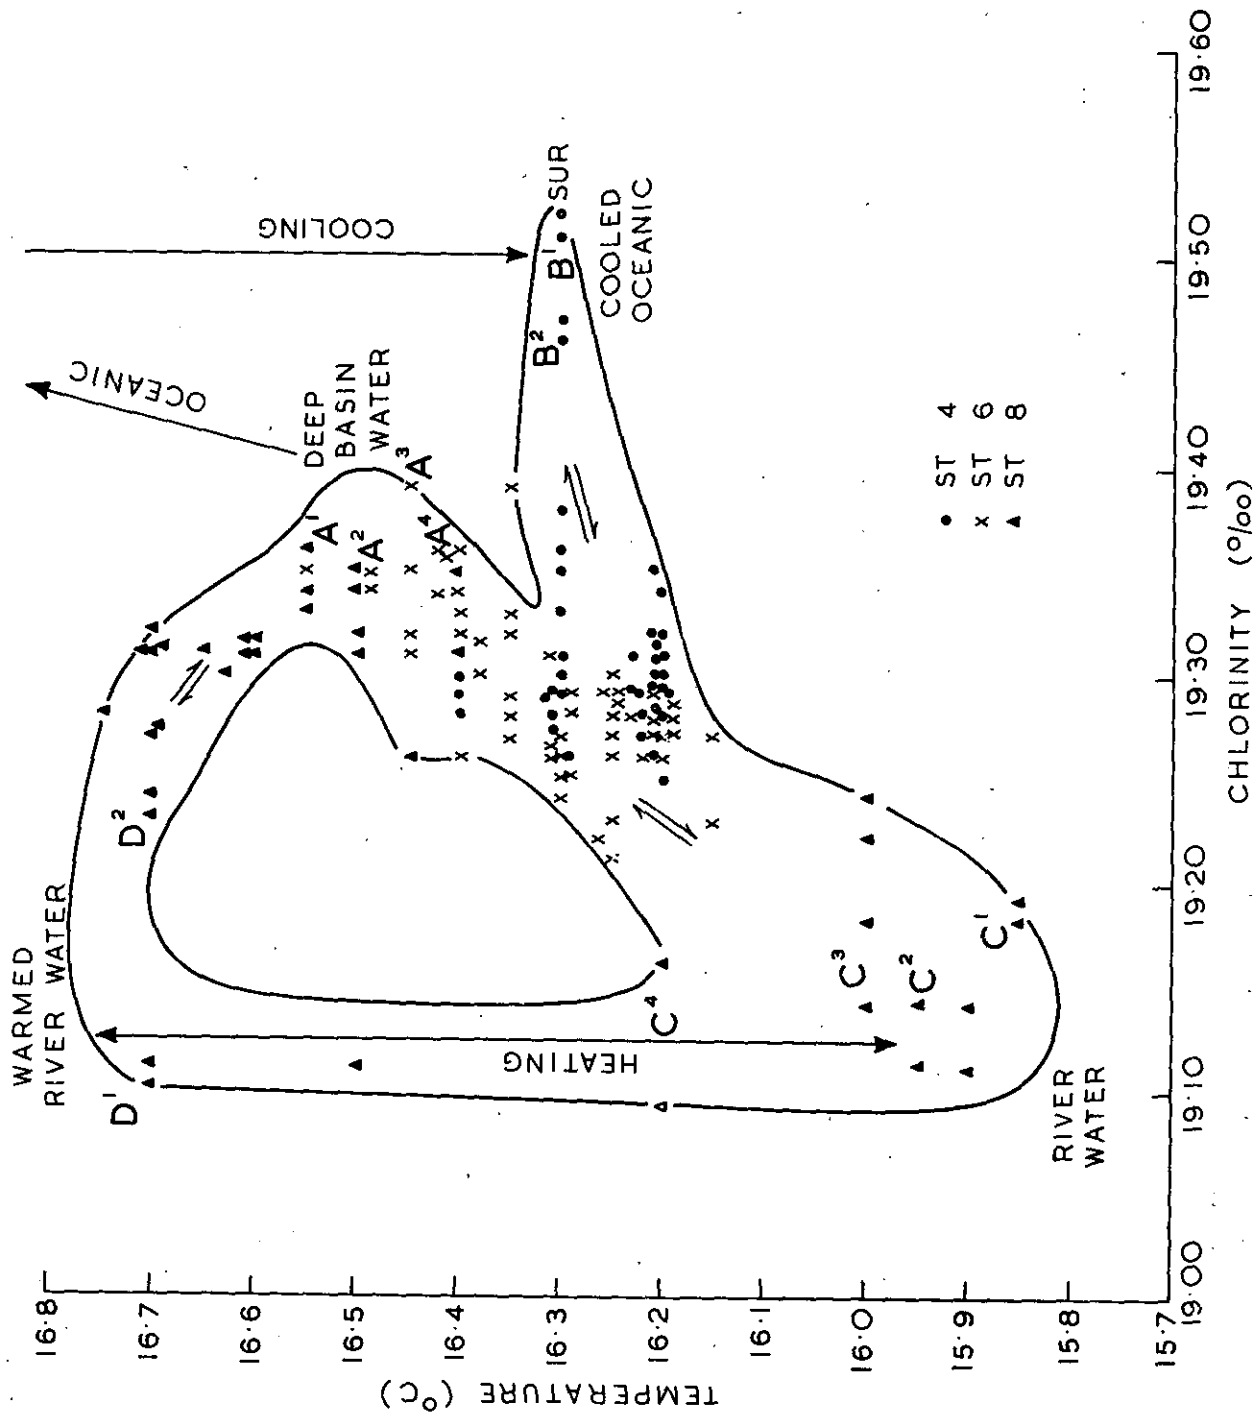 WARMED
RIVER WATER
D¹
D²
HEATING
RIVER
WATER
C¹
C²
C³
C⁴
OCEANIC
DEEP
BASIN
WATER
A¹
A²
A³
A⁴
COOLING
B²
B¹
SUR
COOLED
OCEANIC
● ST 4
x ST 6
▲ ST 8
TEMPERATURE (°C)
16·8
16·7
16·6
16·5
16·4
16·3
16·2
16·1
16·0
15·9
15·8
15·7
19·00
19·10
19·20
19·30
19·40
19·50
19·60
CHLORINITY (‰)